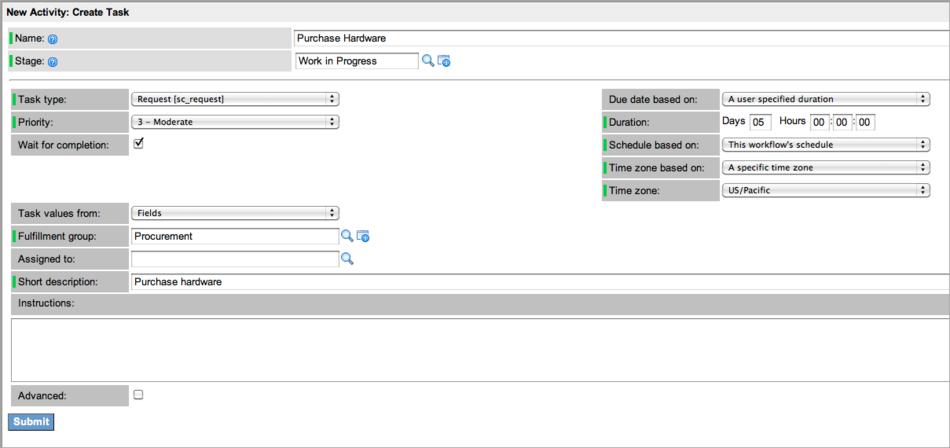 New Activity: Create Task
Name: Purchase Hardware
Stage: Work in Progress
Task type: Request [sc_request] Due date based on: A user specified duration
Priority: 3 – Moderate Duration: Days 05 Hours 00 : 00 : 00
Wait for completion: Schedule based on: This workflow's schedule
Time zone based on: A specific time zone
Time zone: US/Pacific
Task values from: Fields
Fulfillment group: Procurement
Assigned to:
Short description: Purchase hardware
Instructions:
Advanced:
Submit